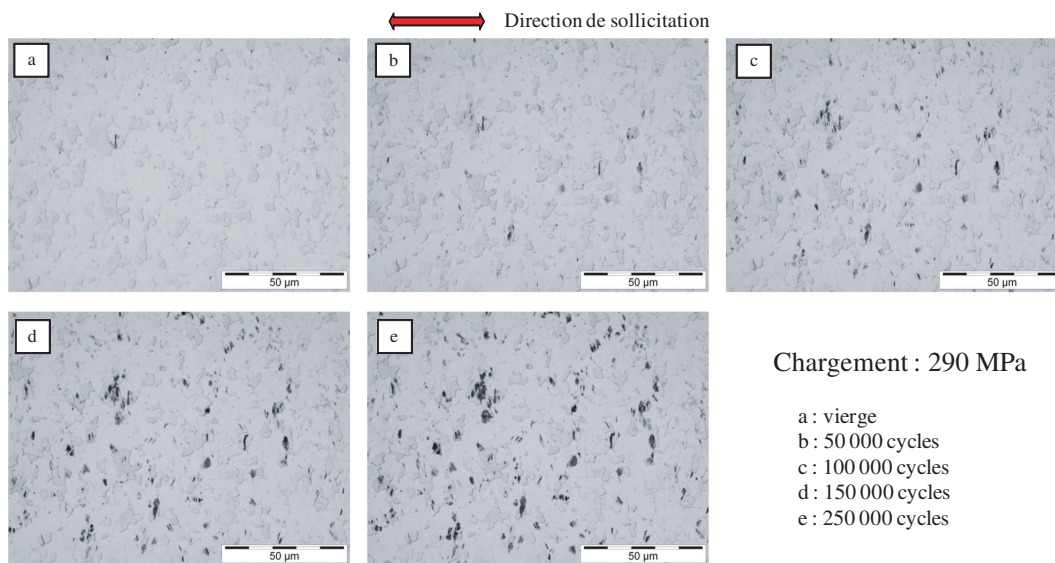 Direction de sollicitation
a
b
c
50 µm
50 µm
50 µm
d
e
50 µm
50 µm
Chargement : 290 MPa
a : vierge
b : 50 000 cycles
c : 100 000 cycles
d : 150 000 cycles
e : 250 000 cycles